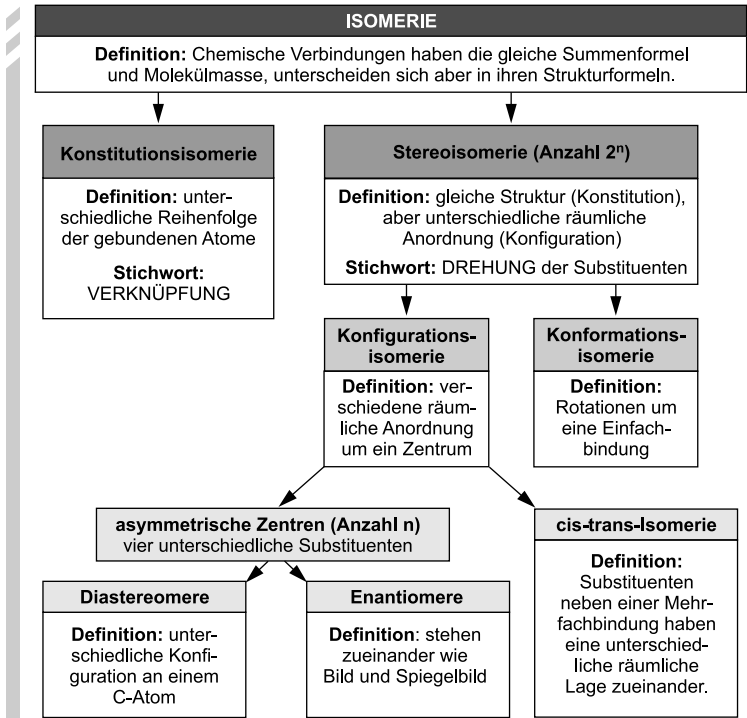 ISOMERIE
Definition: Chemische Verbindungen haben die gleiche Summenformel
und Molekülmasse, unterscheiden sich aber in ihren Strukturformeln.
Konstitutionsisomerie
Definition: unter-
schiedliche Reihenfolge
der gebundenen Atome
Stichwort:
VERKNÜPFUNG
Stereoisomerie (Anzahl 2ⁿ)
Definition: gleiche Struktur (Konstitution),
aber unterschiedliche räumliche
Anordnung (Konfiguration)
Stichwort: DREHUNG der Substituenten
Konfigurations-
isomerie
Definition: ver-
schiedene räum-
liche Anordnung
um ein Zentrum
Konformations-
isomerie
Definition:
Rotationen um
eine Einfach-
bindung
asymmetrische Zentren (Anzahl n)
vier unterschiedliche Substituenten
Diastereomere
Definition: unter-
schiedliche Konfi-
guration an einem
C-Atom
Enantiomere
Definition: stehen
zueinander wie
Bild und Spiegelbild
cis-trans-Isomerie
Definition:
Substituenten
neben einer Mehr-
fachbindung haben
eine unterschied-
liche räumliche
Lage zueinander.